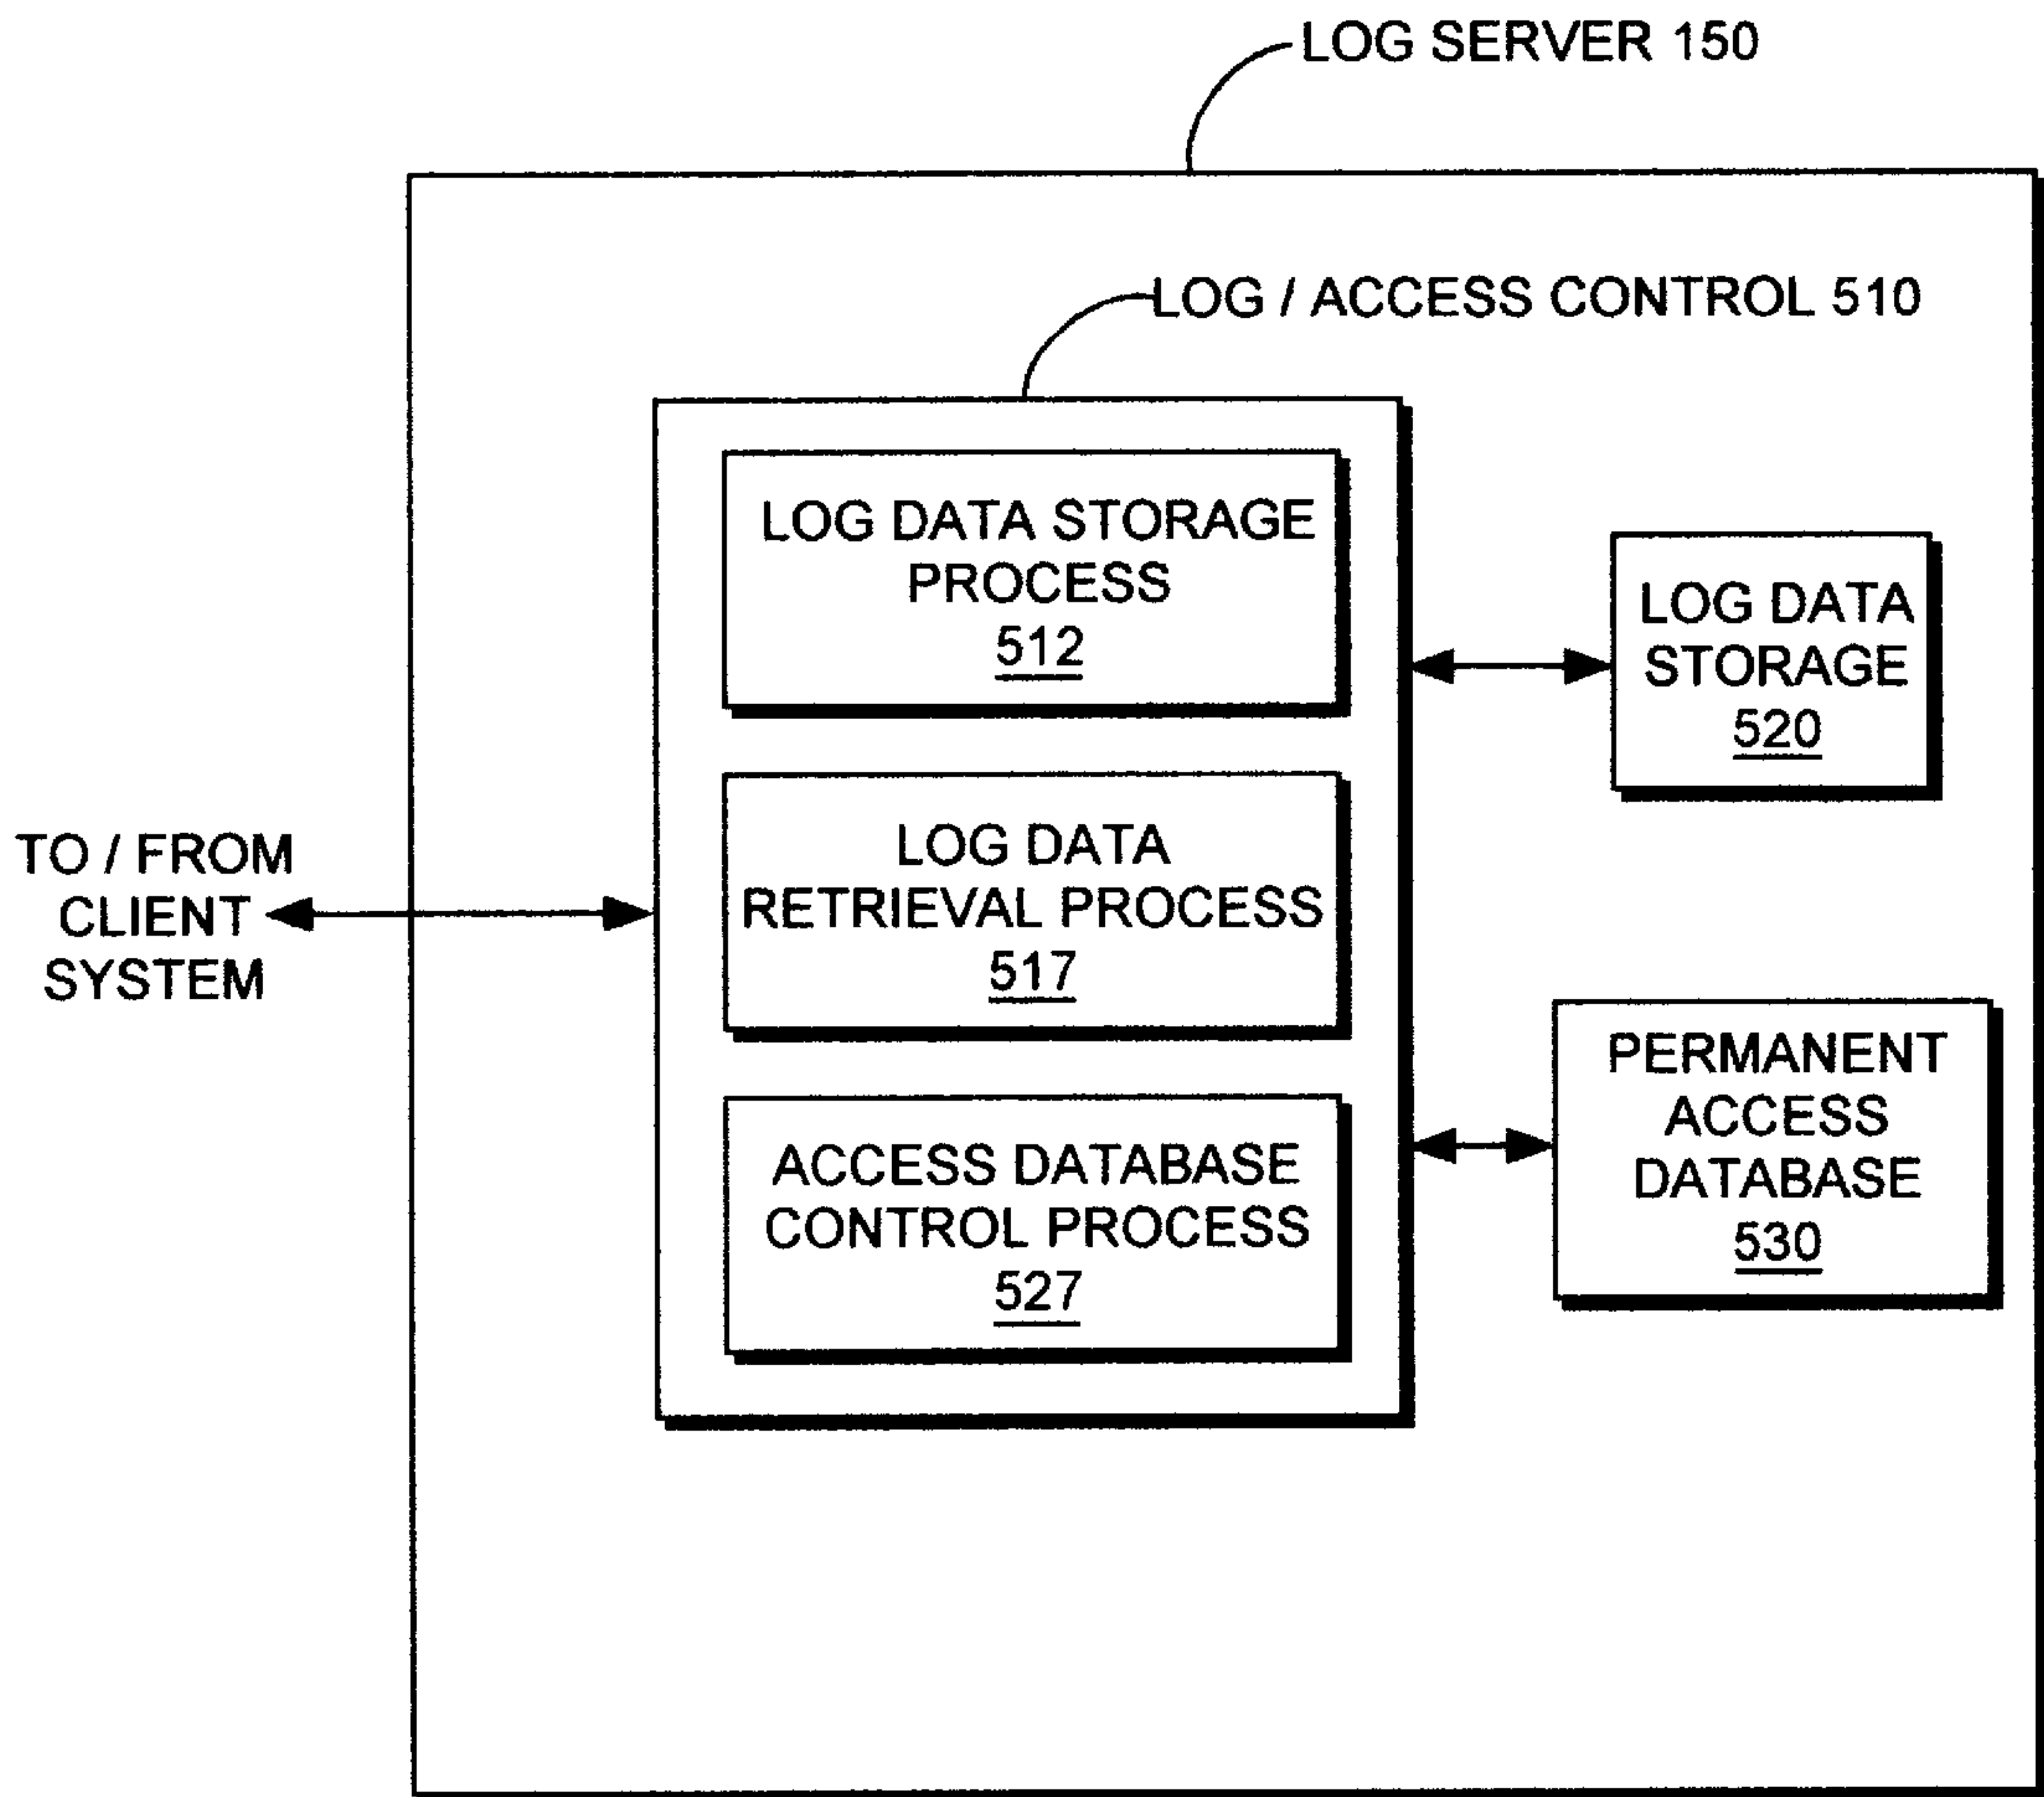 LOG SERVER 150
LOG / ACCESS CONTROL 510
LOG DATA STORAGE
PROCESS
512
LOG DATA
STORAGE
520
LOG DATA
RETRIEVAL PROCESS
517
TO / FROM
CLIENT
SYSTEM
PERMANENT
ACCESS
DATABASE
530
ACCESS DATABASE
CONTROL PROCESS
527